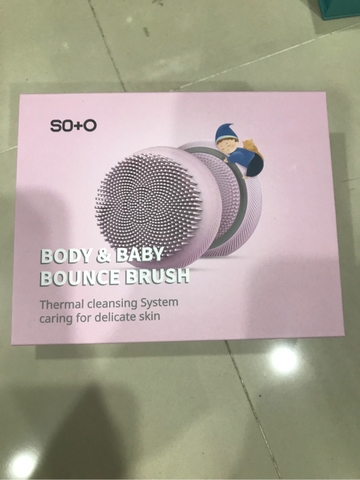 SO+O
BODY & BABY
BOUNCE BRUSH
Thermal cleansing System
caring for delicate skin